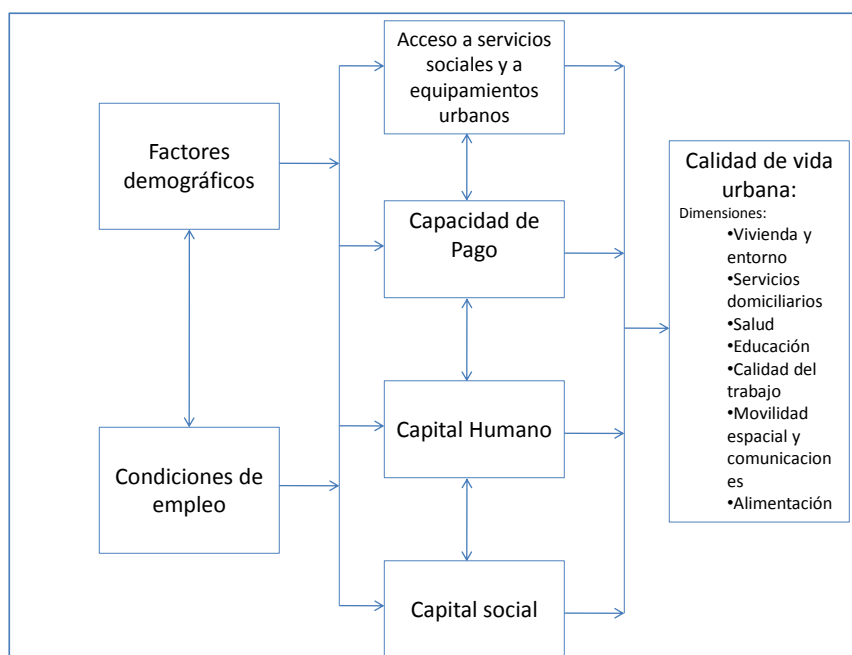 Acceso a servicios
sociales y a
equipamientos
urbanos
Factores
demográficos
Calidad de vida
urbana:
Dimensiones:
•Vivienda y
entorno
•Servicios
domiciliarios
•Salud
•Educación
•Calidad del
trabajo
•Movilidad
espacial y
comunicacion
es
•Alimentación
Capacidad de
Pago
Capital Humano
Condiciones de
empleo
Capital social